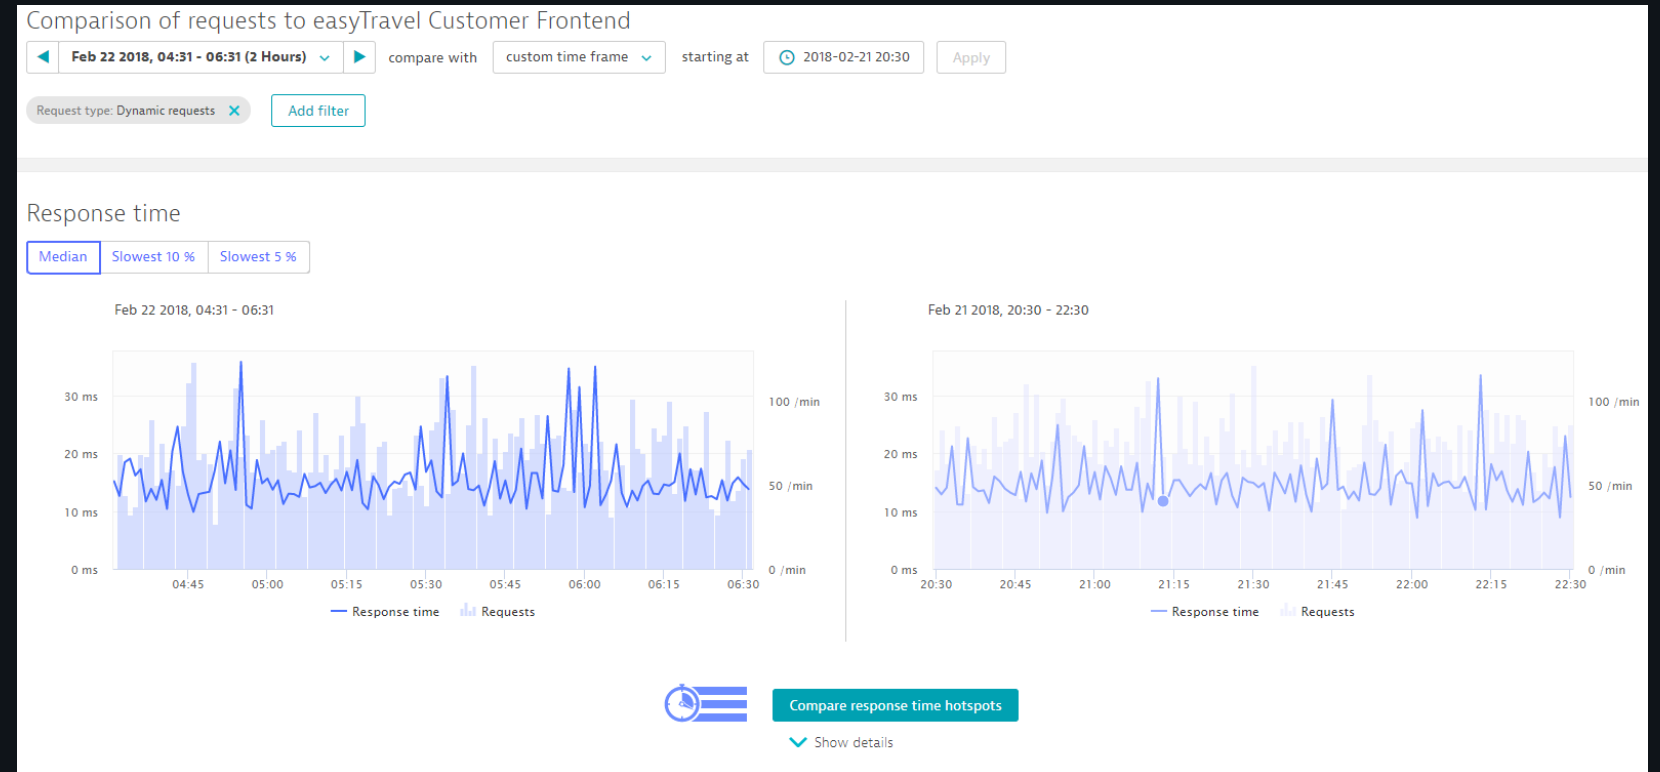 Comparison of requests to easyTravel Customer Frontend
Feb 22 2018, 04:31 - 06:31 (2 Hours) compare with custom time frame starting at 2018-02-21 20:30 Apply
Request type: Dynamic requests Add filter
Response time
Median Slowest 10 % Slowest 5 %
Feb 22 2018, 04:31 - 06:31
30 ms
20 ms
10 ms
0 ms
100 /min
50 /min
0 /min
04:45 05:00 05:15 05:30 05:45 06:00 06:15 06:30
Response time Requests
Feb 21 2018, 20:30 - 22:30
30 ms
20 ms
10 ms
0 ms
100 /min
50 /min
0 /min
20:30 20:45 21:00 21:15 21:30 21:45 22:00 22:15 22:30
Response time Requests
Compare response time hotspots
Show details